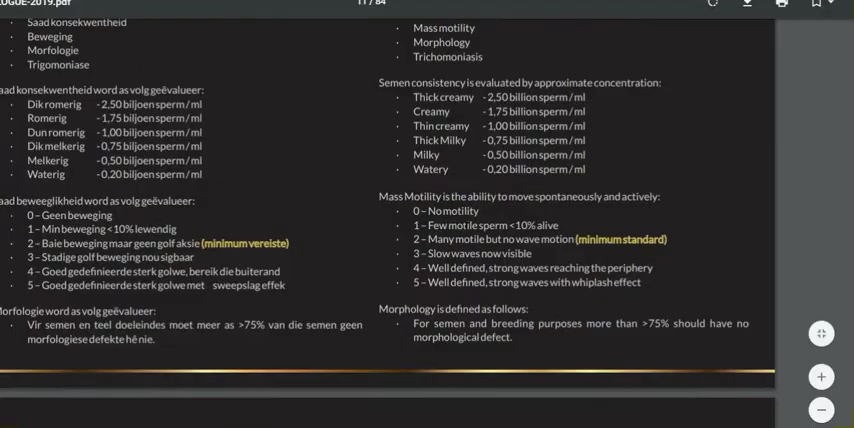 LOGUE-2019.pdf
11 / 84
· Saad konsekwentheid
· Beweging
· Morfologie
· Trigomoniase
aad konsekwentheid word as volg geëvalueer:
· Dik romerig - 2,50 biljoen sperm / ml
· Romerig - 1,75 biljoen sperm / ml
· Dun romerig - 1,00 biljoen sperm / ml
· Dik melkerig - 0,75 biljoen sperm / ml
· Melkerig - 0,50 biljoen sperm / ml
· Waterig - 0,20 biljoen sperm / ml
aad beweeglikheid word as volg geëvalueer:
· 0 – Geen beweging
· 1 – Min beweging <10% lewendig
· 2 – Baie beweging maar geen golf aksie (minimum vereiste)
· 3 – Stadige golf beweging nou sigbaar
· 4 – Goed gedefinieerde sterk golwe, bereik die buiterand
· 5 – Goed gedefinieerde sterk golwe met sweepslag effek
Morfologie word as volg geëvalueer:
· Vir semen en teel doeleindes moet meer as >75% van die semen geen
morfologiese defekte hê nie.
· Mass motility
· Morphology
· Trichomoniasis
Semen consistency is evaluated by approximate concentration:
· Thick creamy - 2,50 billion sperm / ml
· Creamy - 1,75 billion sperm / ml
· Thin creamy - 1,00 billion sperm / ml
· Thick Milky - 0,75 billion sperm / ml
· Milky - 0,50 billion sperm / ml
· Watery - 0,20 billion sperm / ml
Mass Motility is the ability to move spontaneously and actively:
· 0 – No motility
· 1 – Few motile sperm <10% alive
· 2 – Many motile but no wave motion (minimum standard)
· 3 – Slow waves now visible
· 4 – Well defined, strong waves reaching the periphery
· 5 – Well defined, strong waves with whiplash effect
Morphology is defined as follows:
· For semen and breeding purposes more than >75% should have no
morphological defect.